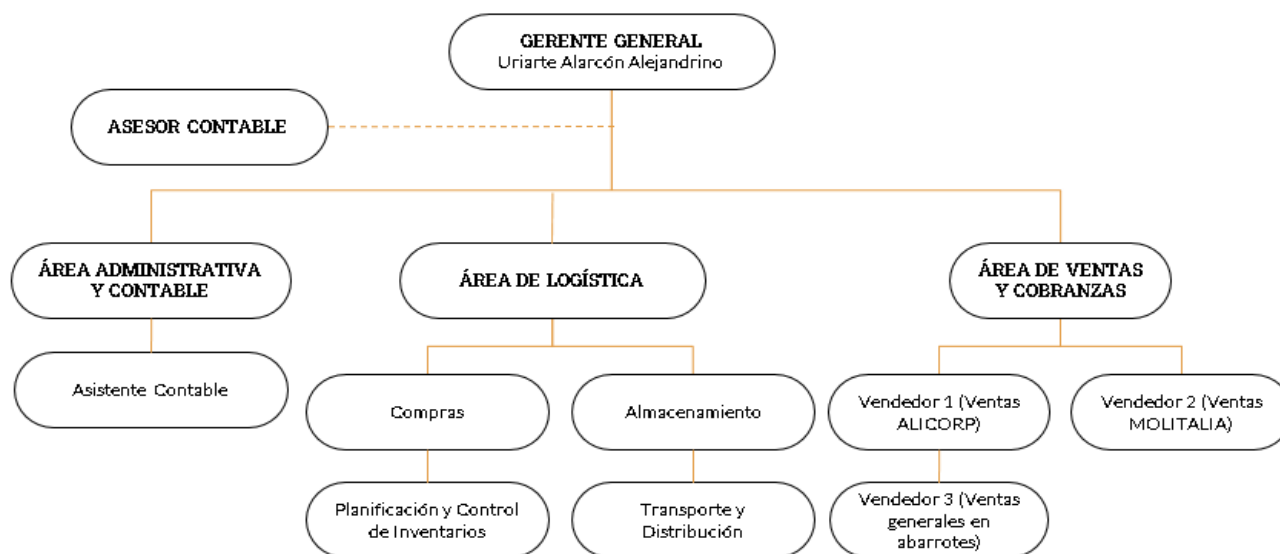 GERENTE GENERAL
Uriarte Alarcón Alejandrino
ASESOR CONTABLE
ÁREA ADMINISTRATIVA
Y CONTABLE
ÁREA DE LOGÍSTICA
ÁREA DE VENTAS
Y COBRANZAS
Asistente Contable
Compras
Almacenamiento
Vendedor 1 (Ventas
ALICORP)
Vendedor 2 (Ventas
MOLITALIA)
Planificación y Control
de Inventarios
Transporte y
Distribución
Vendedor 3 (Ventas
generales en
abarrotes)